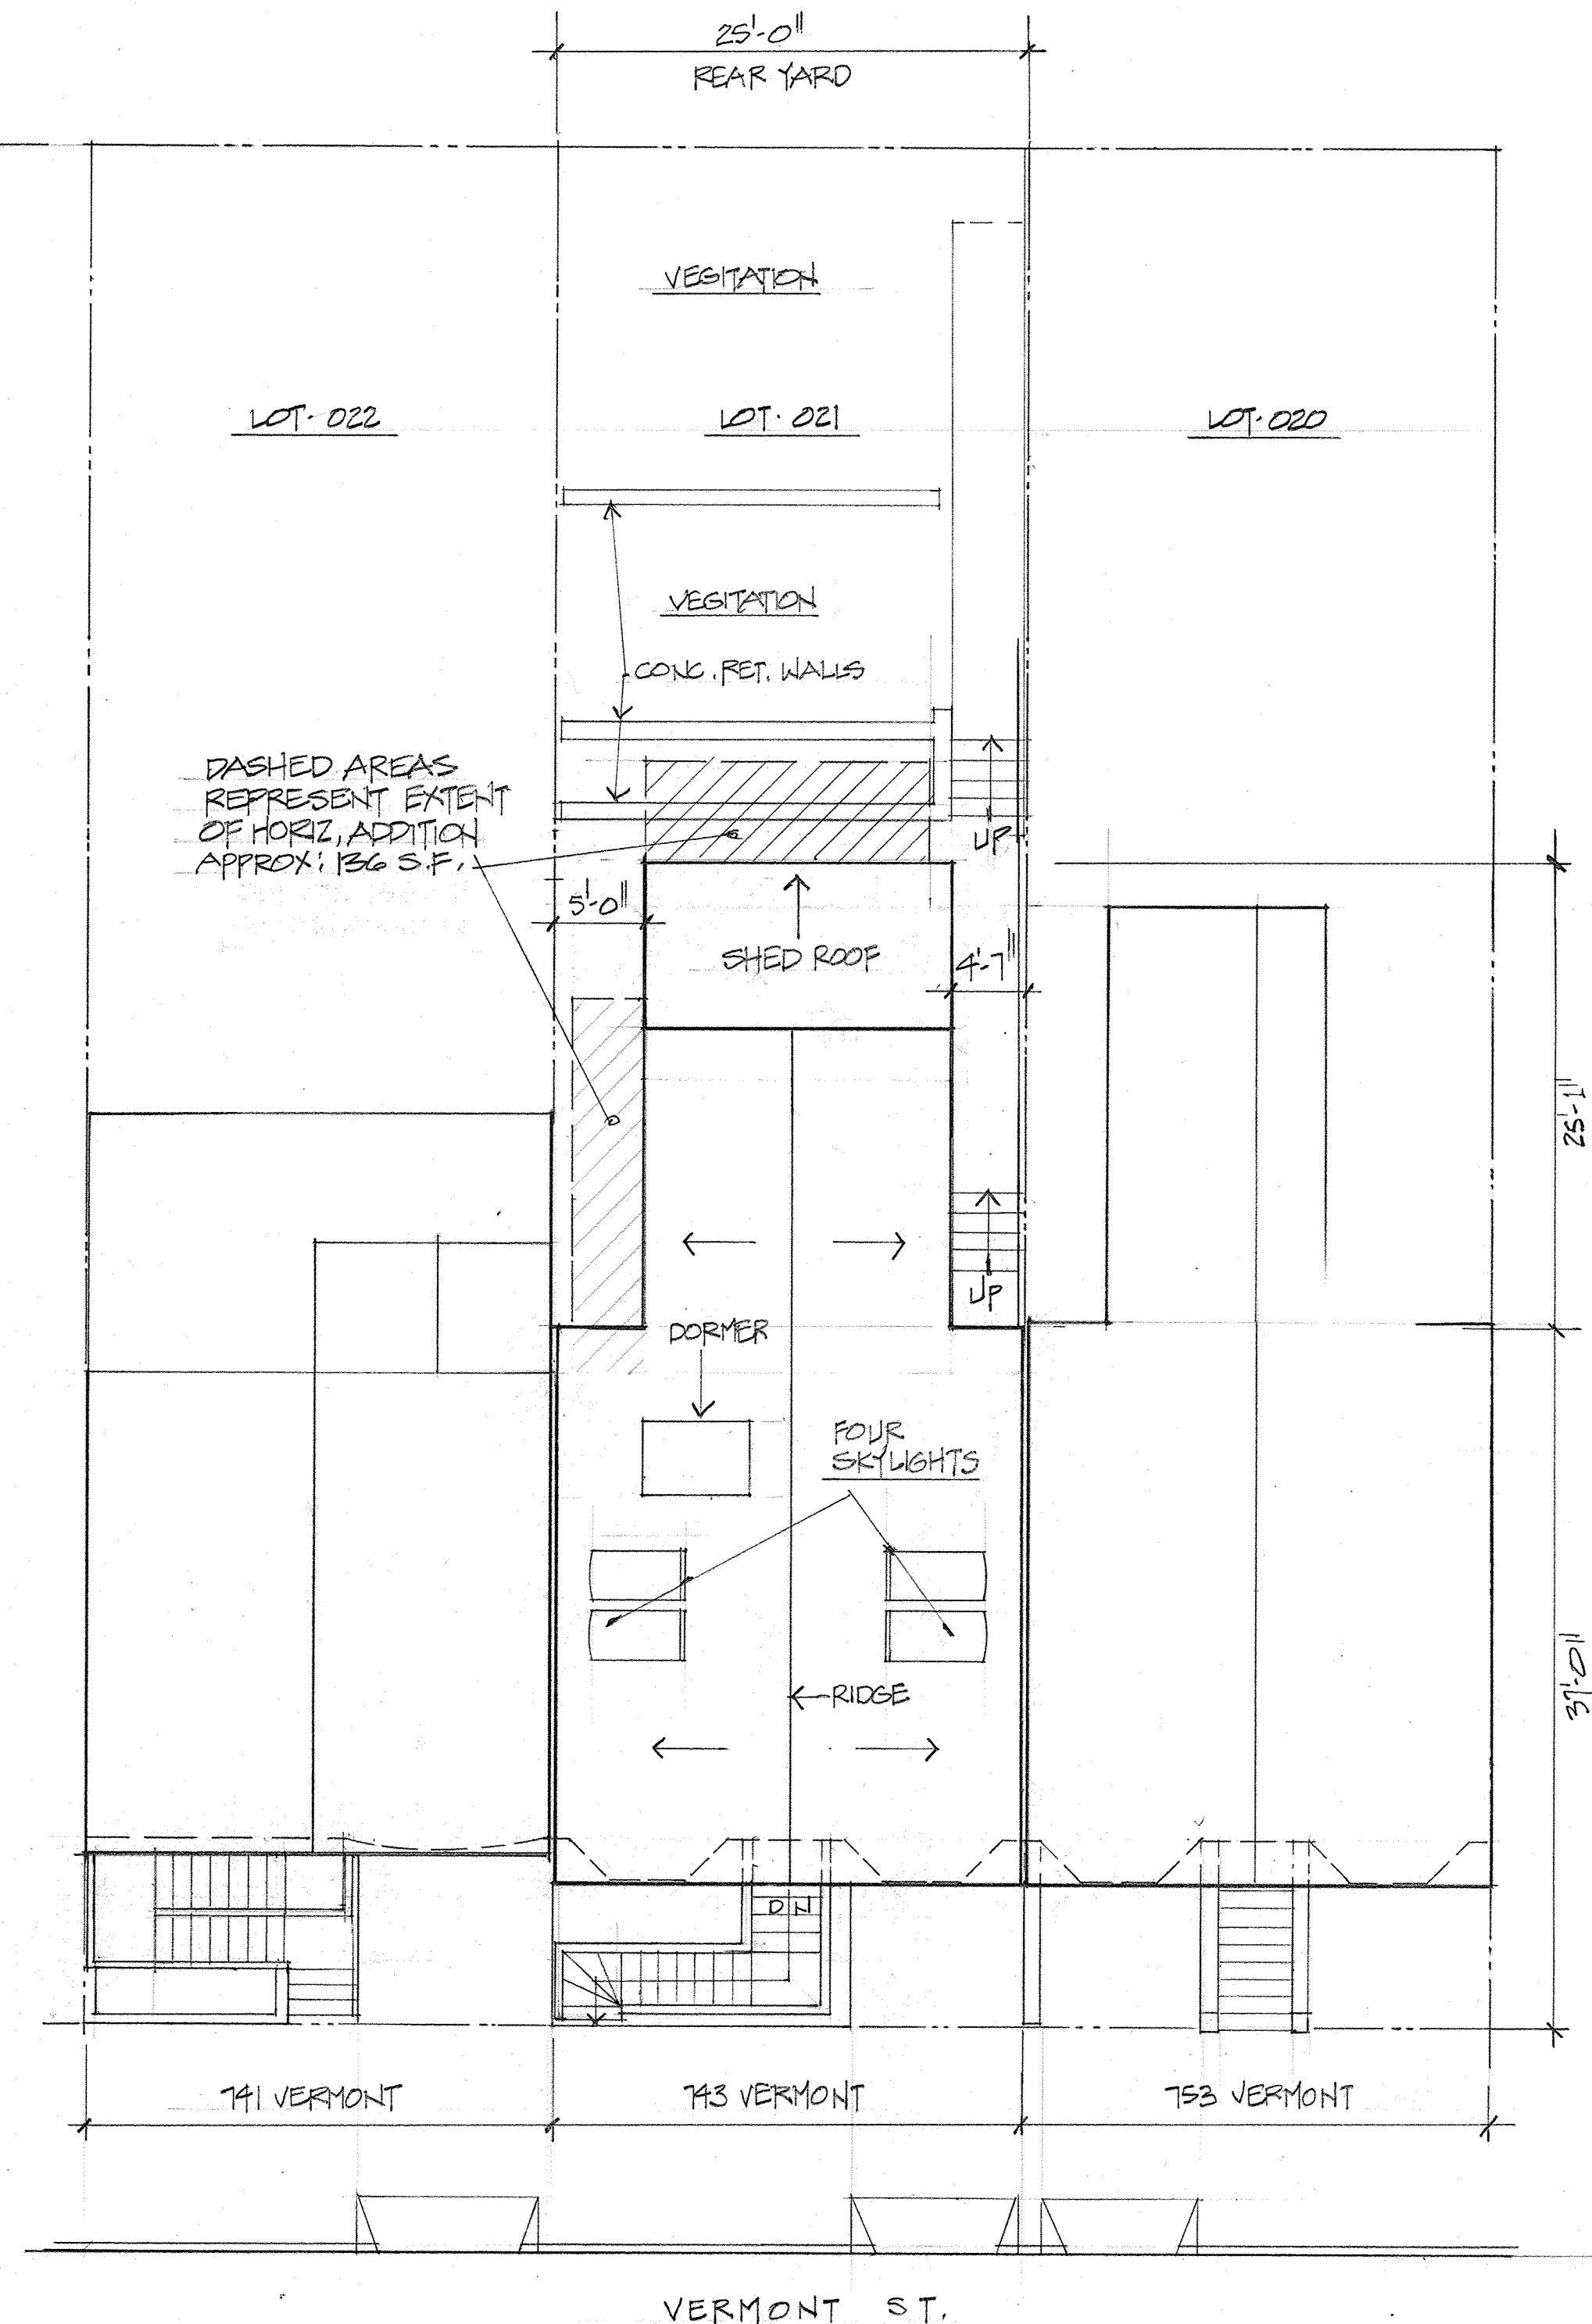 25'-0"
REAR YARD
VEGITATION
LOT. 022
LOT. 021
LOT. 020
VEGITATION
CONC. RET. WALLS
DASHED AREAS
REPRESENT EXTENT
OF HORIZ, ADDITION
APPROX: 136 S.F.
UP
5'-0"
SHED ROOF
4'-7"
25'-1"
UP
DORMER
FOUR
SKYLIGHTS
37'-0"
RIDGE
DN
741 VERMONT
743 VERMONT
753 VERMONT
VERMONT ST.